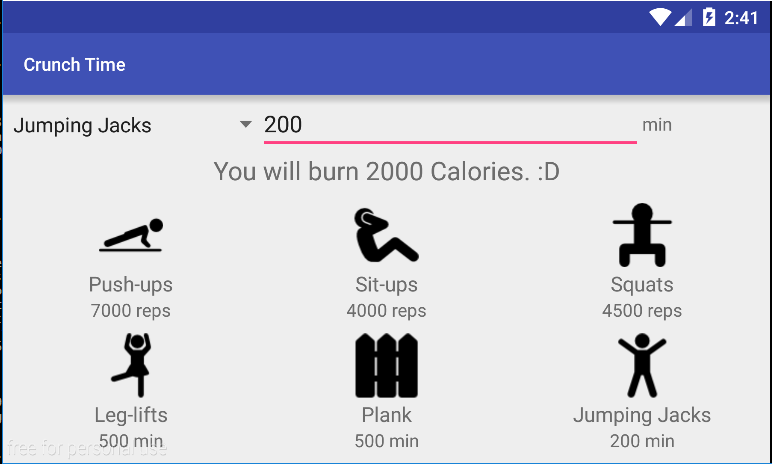 2:41
Crunch Time
Jumping Jacks 200 min
You will burn 2000 Calories. :D
Push-ups Sit-ups Squats
7000 reps 4000 reps 4500 reps
Leg-lifts Plank Jumping Jacks
500 min 500 min 200 min
free for personal use